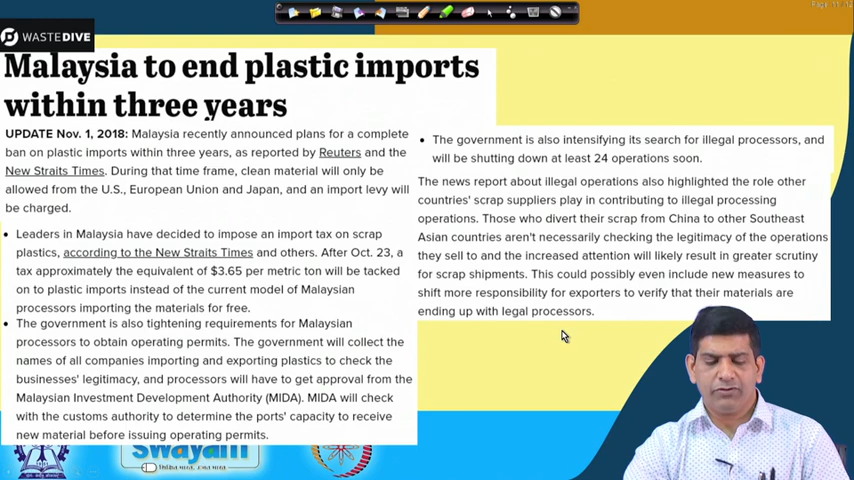 Page 11 / 12
WASTE DIVE
Malaysia to end plastic imports
within three years
UPDATE Nov. 1, 2018: Malaysia recently announced plans for a complete
ban on plastic imports within three years, as reported by Reuters and the
New Straits Times. During that time frame, clean material will only be
allowed from the U.S., European Union and Japan, and an import levy will
be charged.
• Leaders in Malaysia have decided to impose an import tax on scrap
plastics, according to the New Straits Times and others. After Oct. 23, a
tax approximately the equivalent of $3.65 per metric ton will be tacked
on to plastic imports instead of the current model of Malaysian
processors importing the materials for free.
• The government is also tightening requirements for Malaysian
processors to obtain operating permits. The government will collect the
names of all companies importing and exporting plastics to check the
businesses' legitimacy, and processors will have to get approval from the
Malaysian Investment Development Authority (MIDA). MIDA will check
with the customs authority to determine the ports' capacity to receive
new material before issuing operating permits.
• The government is also intensifying its search for illegal processors, and
will be shutting down at least 24 operations soon.
The news report about illegal operations also highlighted the role other
countries' scrap suppliers play in contributing to illegal processing
operations. Those who divert their scrap from China to other Southeast
Asian countries aren't necessarily checking the legitimacy of the operations
they sell to and the increased attention will likely result in greater scrutiny
for scrap shipments. This could possibly even include new measures to
shift more responsibility for exporters to verify that their materials are
ending up with legal processors.
swayam